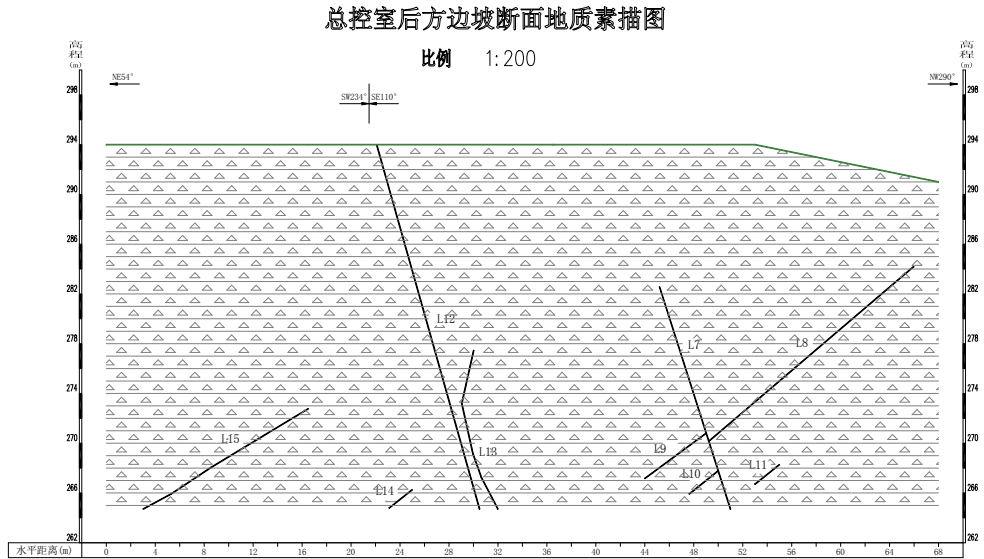 总控室后方边坡断面地质素描图
比例 1:200
高程(m)
高程(m)
NE54°
SW234° SE110°
NW290°
298 298
294 294
290 290
286 286
282 282
L12
278 278
L7 L8
274 274
270 270
L15
L13 L9
L11
L10
266 266
L14
262 262
水平距离(m) 0 4 8 12 16 20 24 28 32 36 40 44 48 52 56 60 64 68